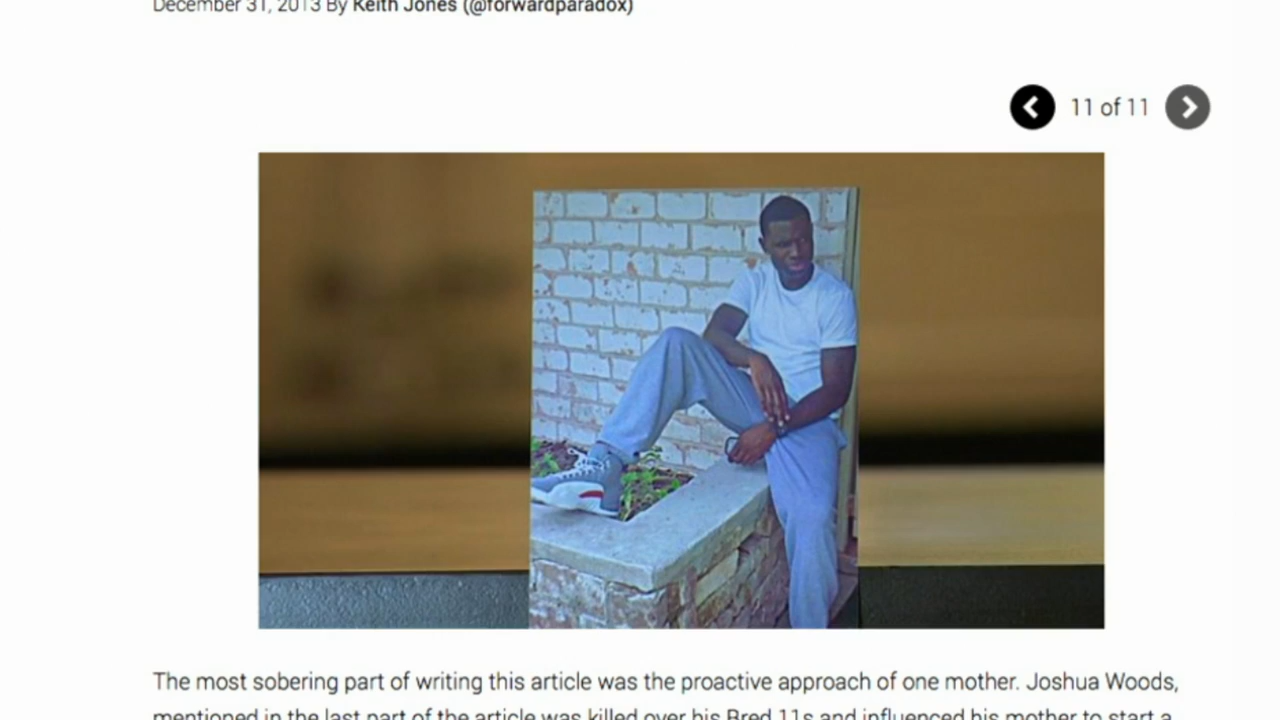 December 31, 2013 By Keith Jones (@forwardparadox)
11 of 11
The most sobering part of writing this article was the proactive approach of one mother. Joshua Woods,
mentioned in the last part of the article was killed over his Bred 11s and influenced his mother to start a